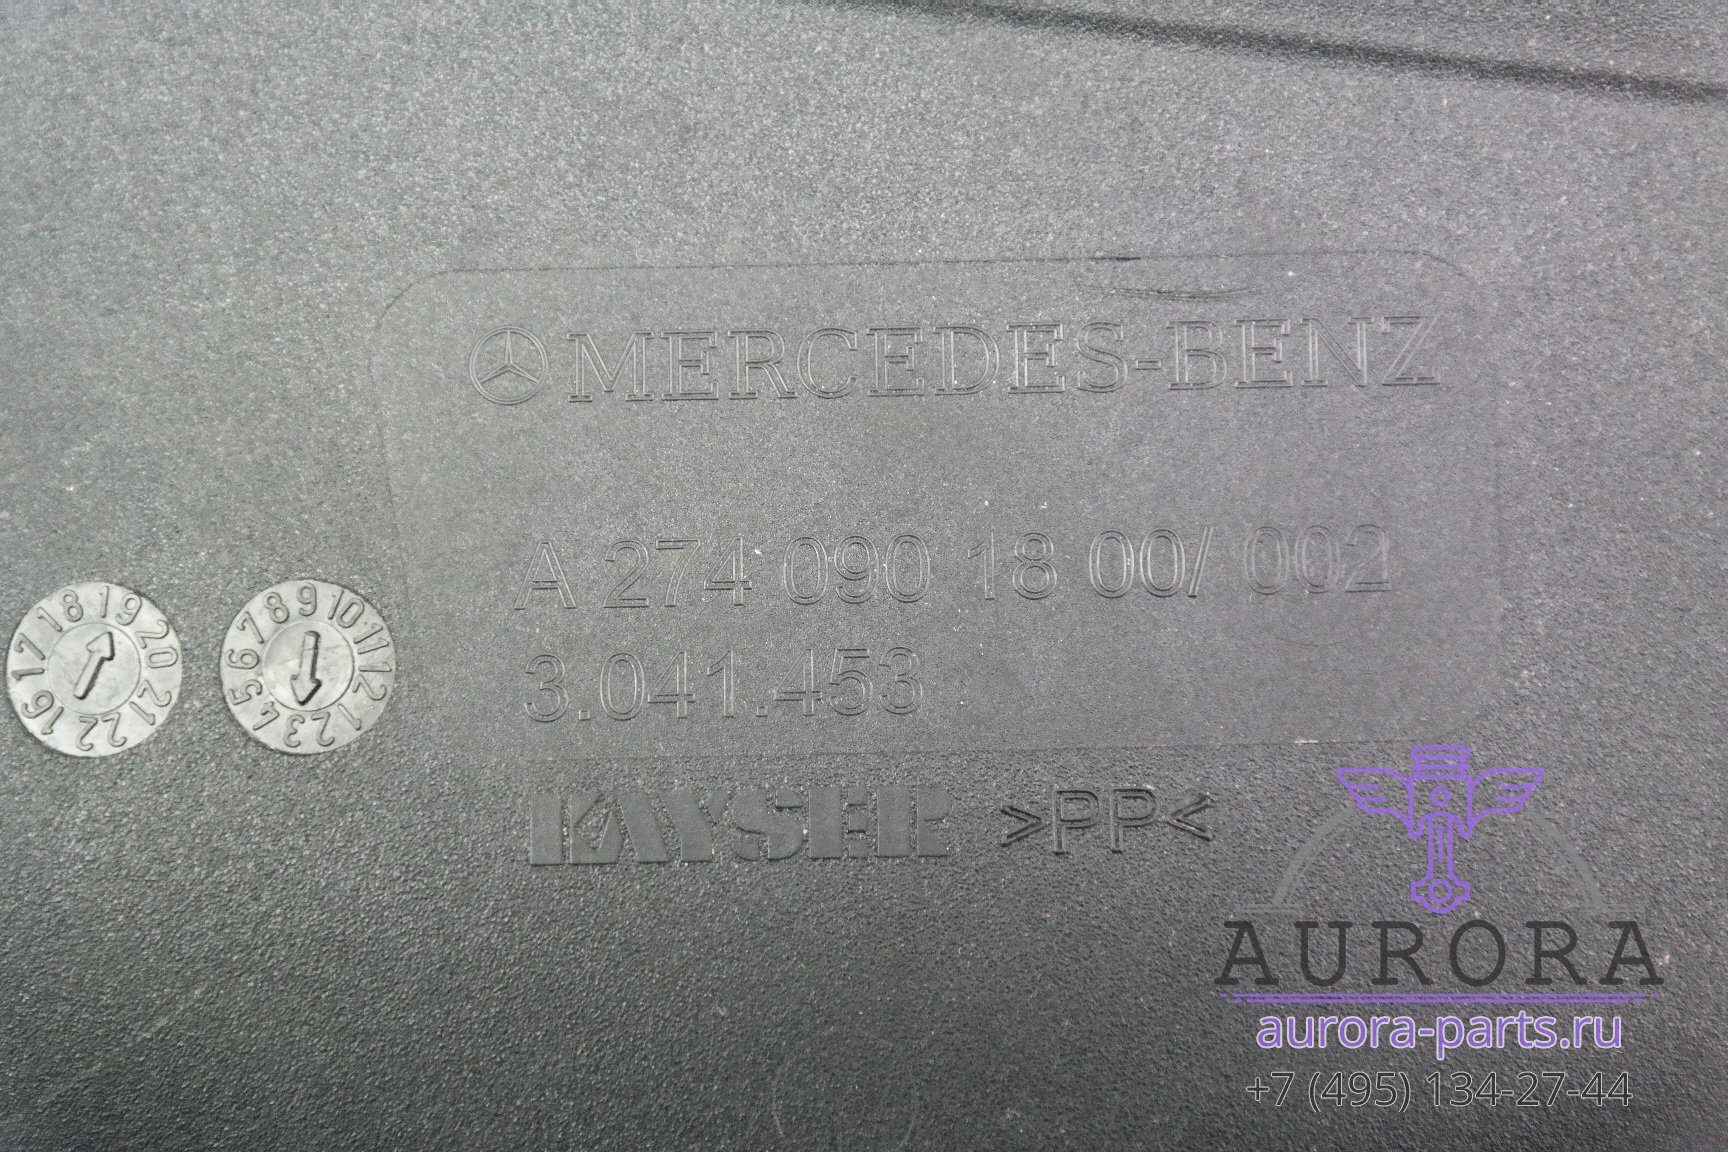 MERCEDES-BENZ
A 274 090 18 00/ 002
3.041.453
16 17 18 19 20 21 22
1 2 3 4 5 6 7 8 9 10 11 12
KAYSER >PP<
AURORA
aurora-parts.ru
+7 (495) 134-27-44